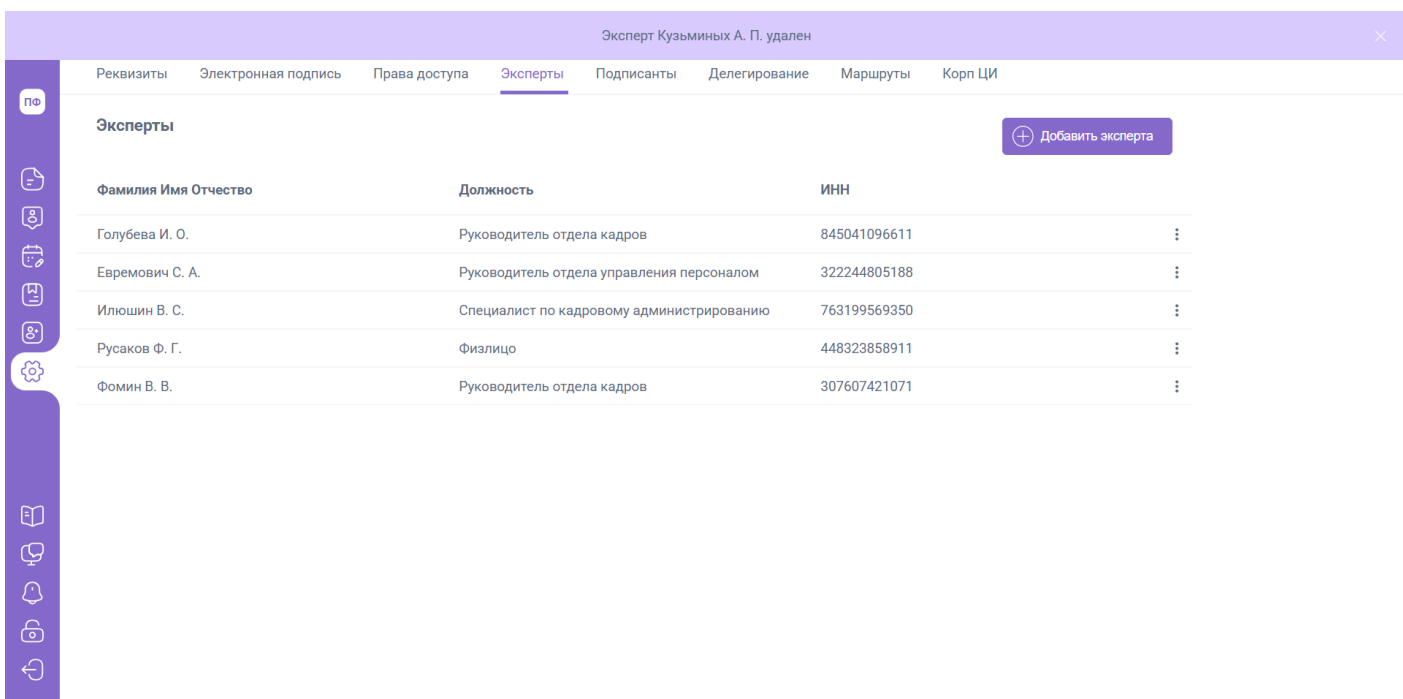 Эксперт Кузьминых А. П. удален
Реквизиты Электронная подпись Права доступа Эксперты Подписанты Делегирование Маршруты Корп ЦИ
ПФ
Эксперты
Добавить эксперта
Фамилия Имя Отчество Должность ИНН
Голубева И. О. Руководитель отдела кадров 845041096611
Евремович С. А. Руководитель отдела управления персоналом 322244805188
Илюшин В. С. Специалист по кадровому администрированию 763199569350
Русаков Ф. Г. Физлицо 448323858911
Фомин В. В. Руководитель отдела кадров 307607421071